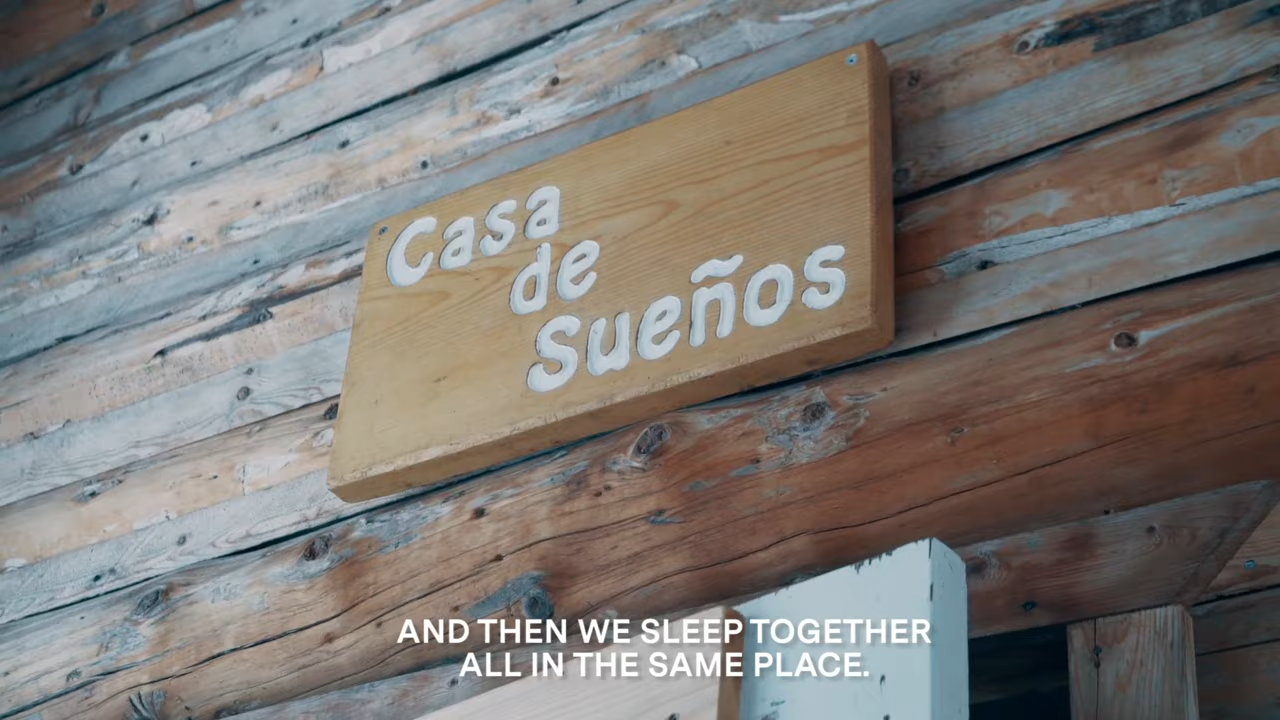 Casa
de
Sueños
AND THEN WE SLEEP TOGETHER
ALL IN THE SAME PLACE.